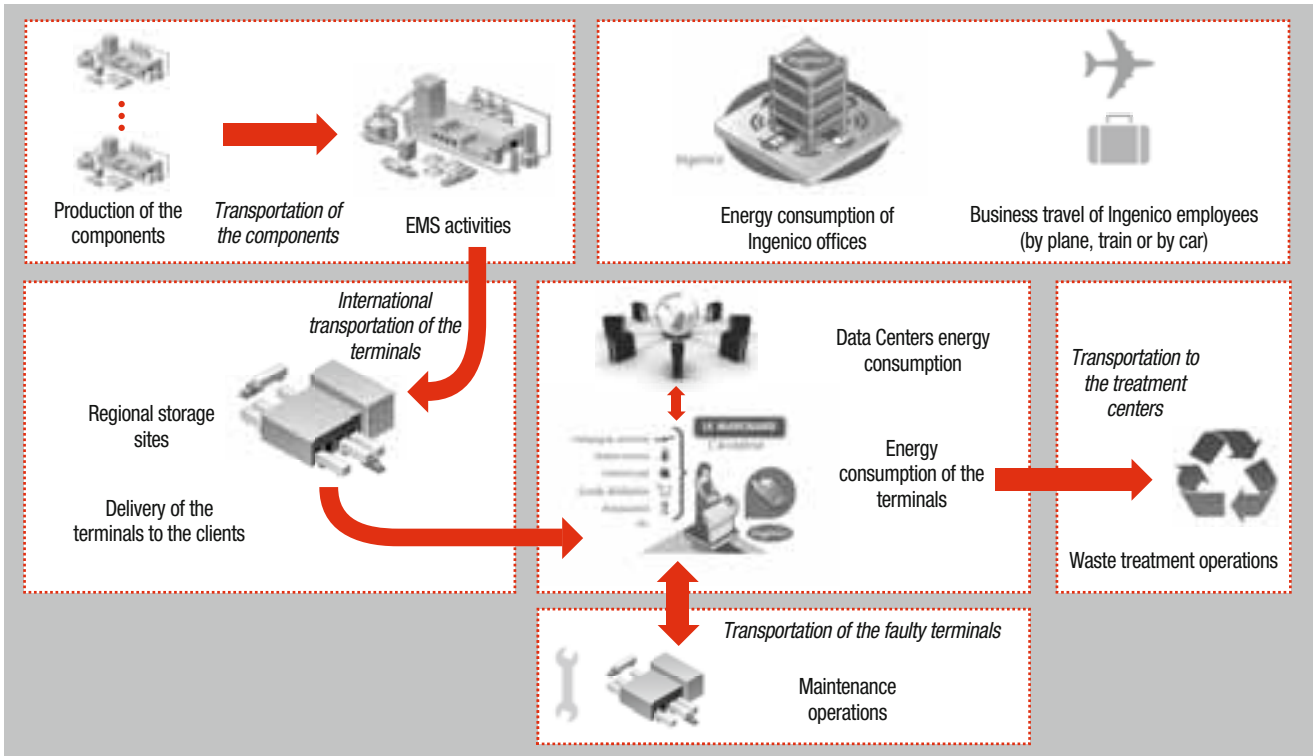 Production of the
components
Transportation of
the components
EMS activities
Ingenico
Energy consumption of
Ingenico offices
Business travel of Ingenico employees
(by plane, train or by car)
International
transportation of the
terminals
Regional storage
sites
Delivery of the
terminals to the clients
Data Centers energy
consumption
LE MARCHAND
Energy
consumption of the
terminals
Transportation to
the treatment
centers
Waste treatment operations
Transportation of the faulty terminals
Maintenance
operations